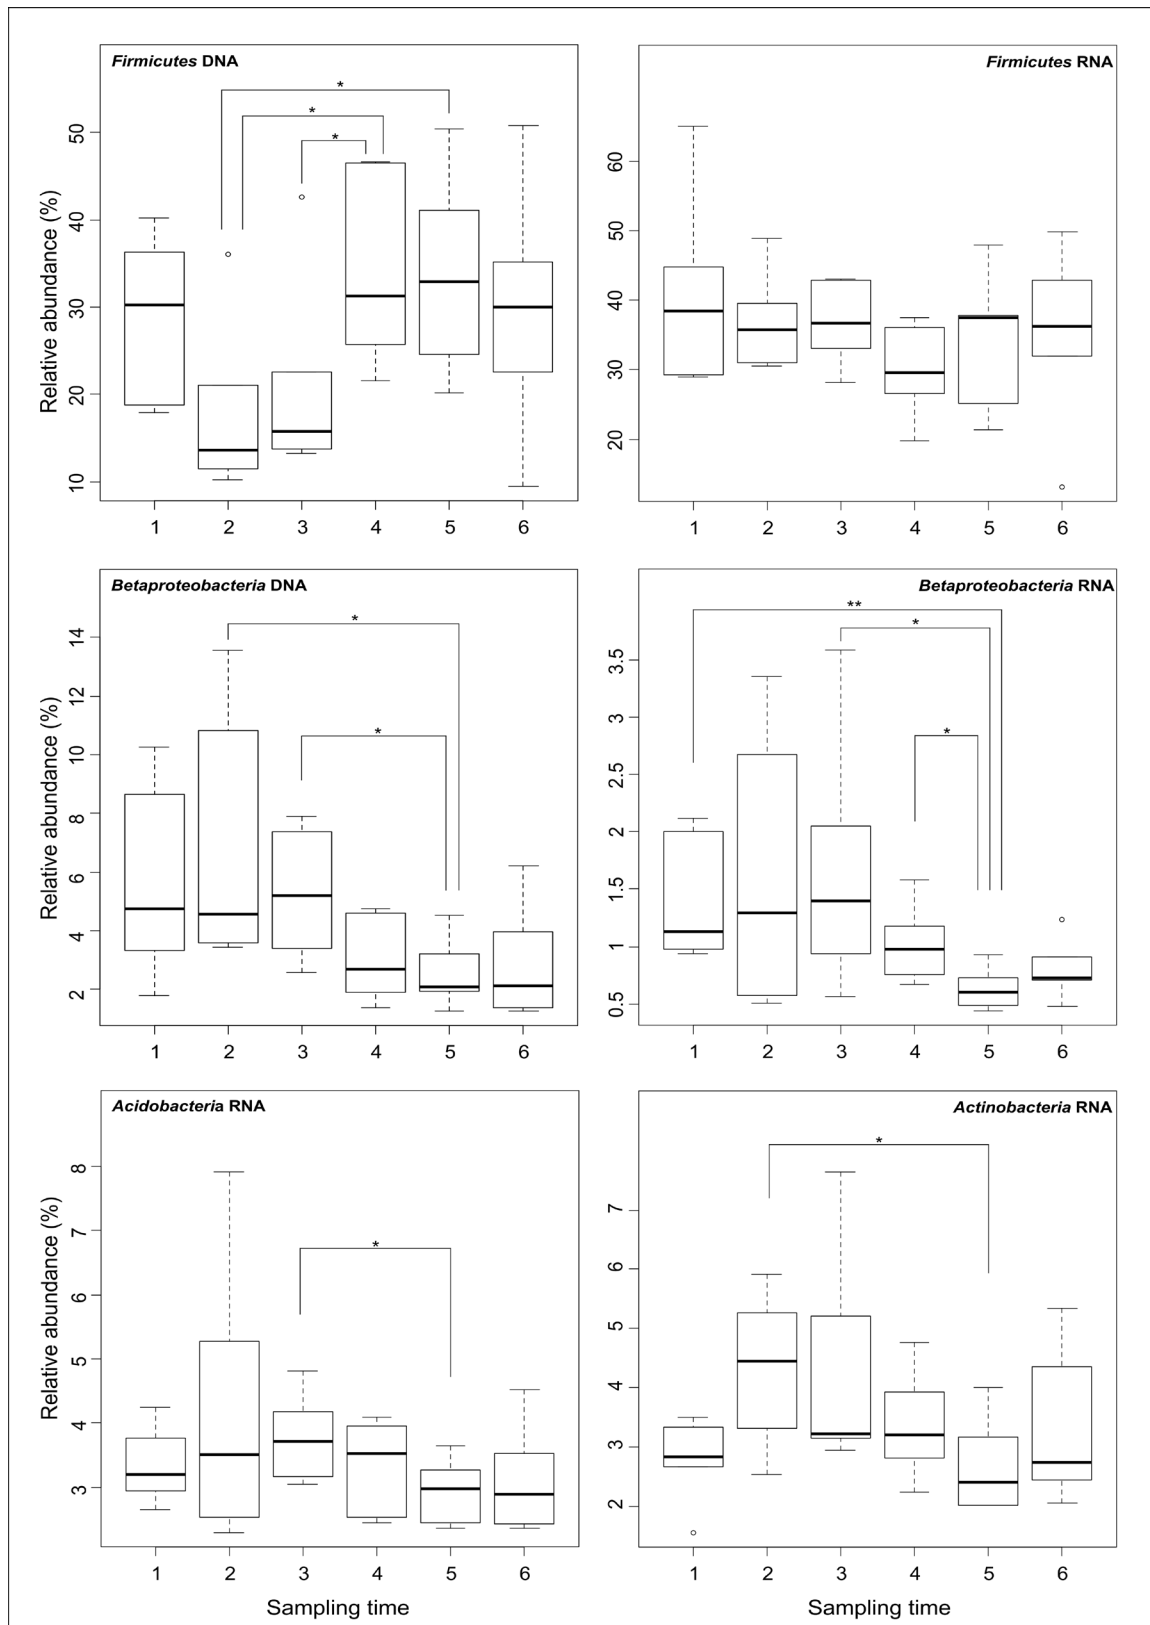 Firmicutes DNA
*
*
*
Relative abundance (%)
50
40
30
20
10
1 2 3 4 5 6
Firmicutes RNA
60
50
40
30
20
1 2 3 4 5 6
Betaproteobacteria DNA
*
*
Relative abundance (%)
14
12
10
8
6
4
2
1 2 3 4 5 6
Betaproteobacteria RNA
**
*
*
3.5
3
2.5
2
1.5
1
0.5
1 2 3 4 5 6
Acidobacteria RNA
*
Relative abundance (%)
8
7
6
5
4
3
1 2 3 4 5 6
Sampling time
Actinobacteria RNA
*
7
6
5
4
3
2
1 2 3 4 5 6
Sampling time